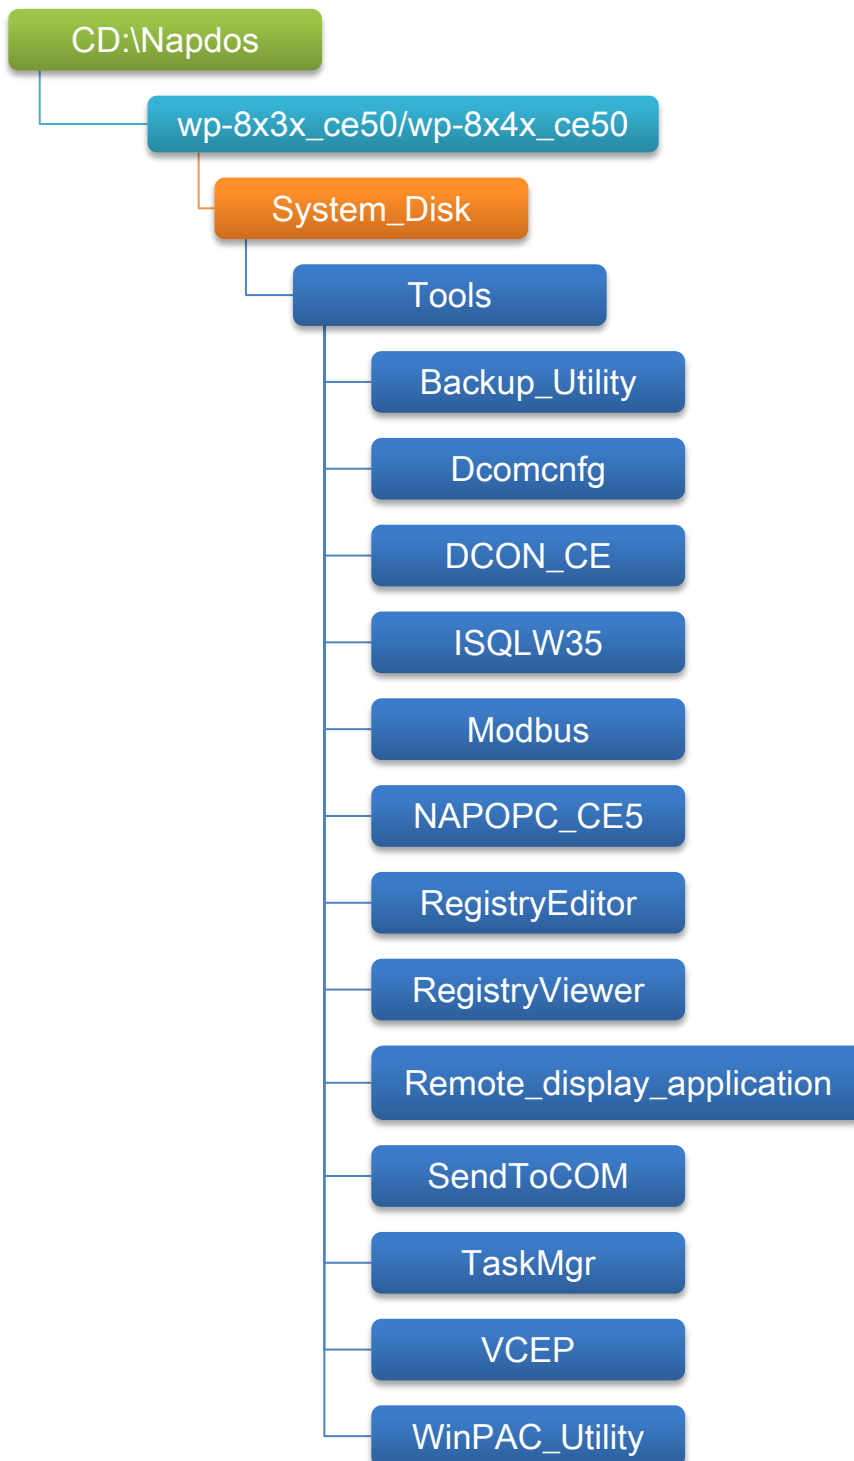 CD:\Napdos
wp-8x3x_ce50/wp-8x4x_ce50
System_Disk
Tools
Backup_Utility
Dcomcnfg
DCON_CE
ISQLW35
Modbus
NAPOPC_CE5
RegistryEditor
RegistryViewer
Remote_display_application
SendToCOM
TaskMgr
VCEP
WinPAC_Utility